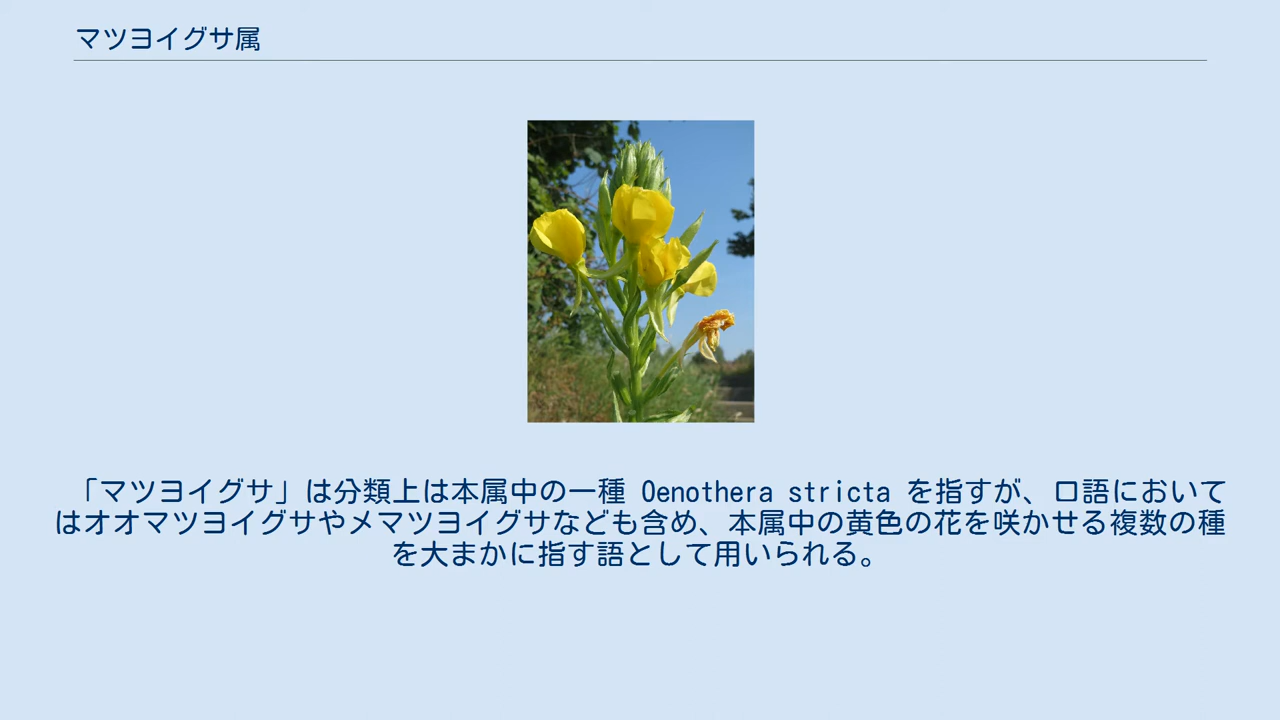 マツヨイグサ属
「マツヨイグサ」は分類上は本属中の一種 Oenothera stricta を指すが、口語において
はオオマツヨイグサやメマツヨイグサなども含め、本属中の黄色の花を咲かせる複数の種
を大まかに指す語として用いられる。